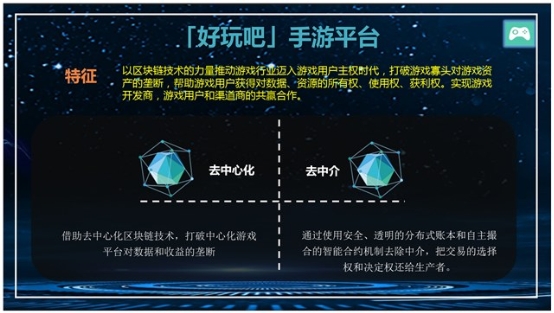 「好玩吧」手游平台
特征
以区块链技术的力量推动游戏行业迈入游戏用户主权时代，打破游戏寡头对游戏资
产的垄断，帮助游戏用户获得对数据、资源的所有权、使用权、获利权。实现游戏
开发商，游戏用户和渠道商的共赢合作。
去中心化
去中介
借助去中心化区块链技术，打破中心化游戏
平台对数据和收益的垄断
通过使用安全、透明的分布式账本和自主撮
合的智能合约机制去除中介，把交易的选择
权和决定权还给生产者。